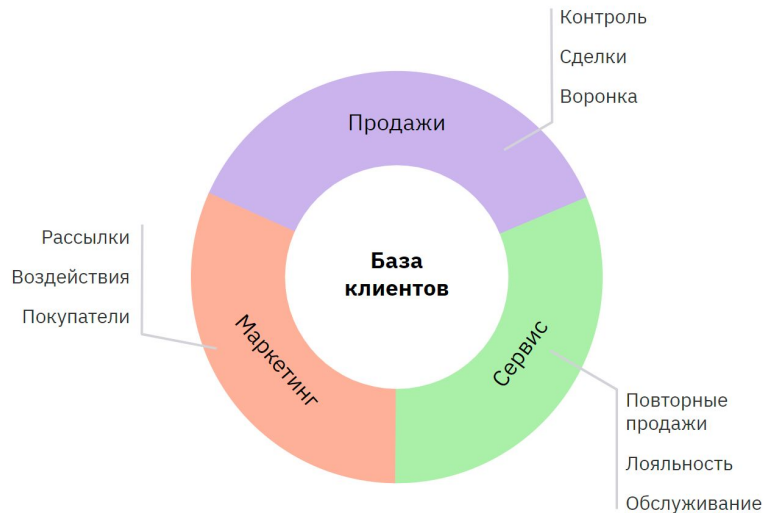 Контроль
Сделки
Воронка
Продажи
База
клиентов
Рассылки
Воздействия
Покупатели
Маркетинг
Сервис
Повторные
продажи
Лояльность
Обслуживание